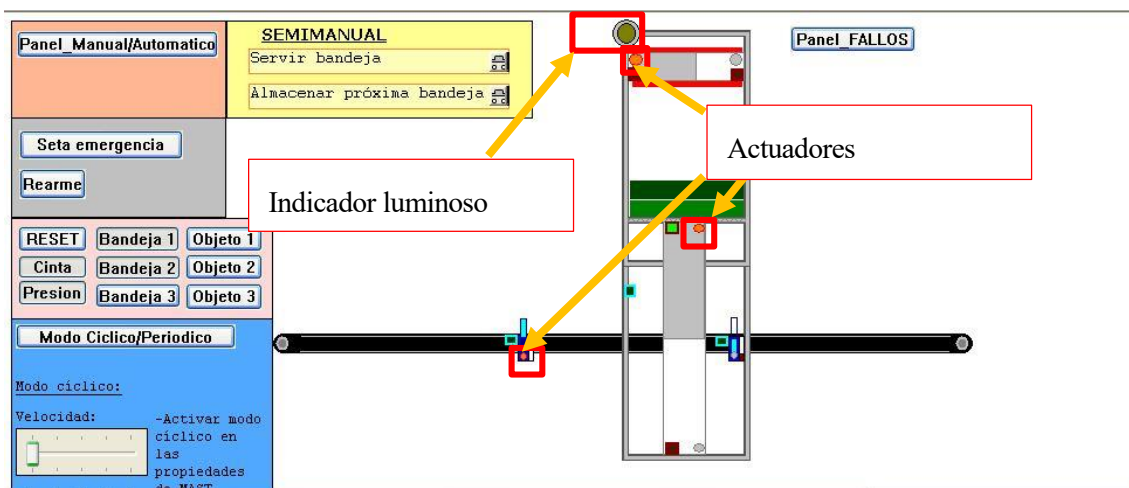 Panel_Manual/Automatico
SEMIMANUAL
Servir bandeja
Almacenar próxima bandeja
Panel_FALLOS
Seta emergencia
Rearme
Indicador luminoso
Actuadores
RESET Bandeja 1 Objeto 1
Cinta Bandeja 2 Objeto 2
Presion Bandeja 3 Objeto 3
Modo Ciclico/Periodico
Modo cíclico:
Velocidad:
-Activar modo
cíclico en
las
propiedades
de MAST